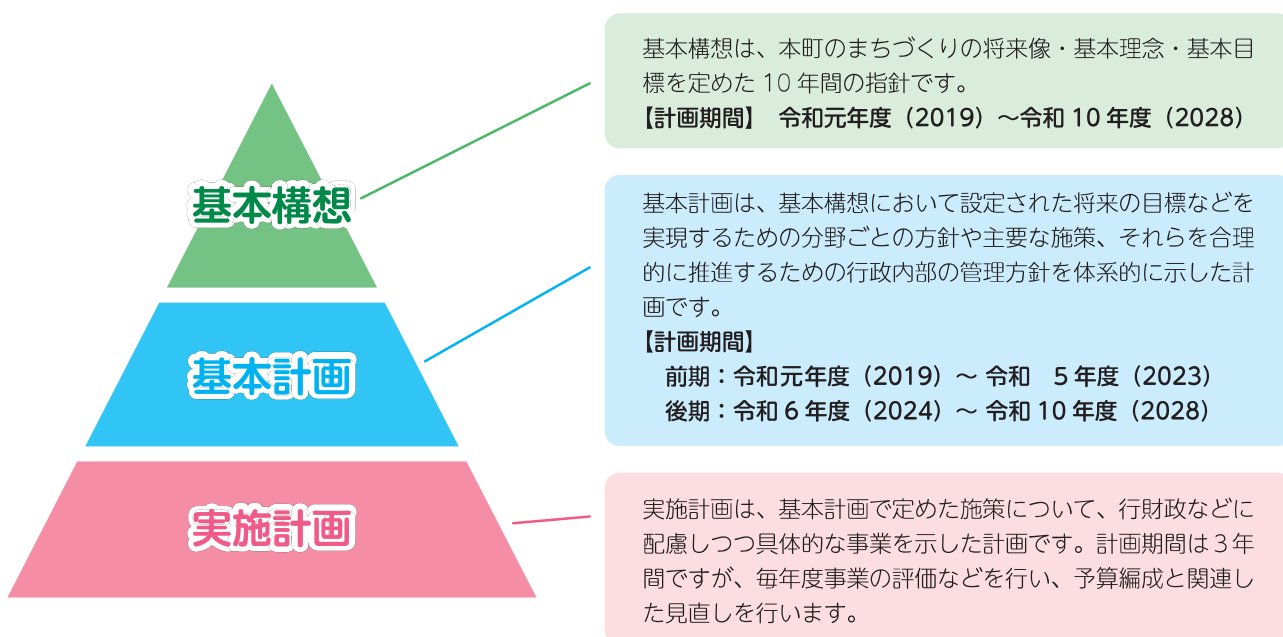 基本構想
基本構想は、本町のまちづくりの将来像・基本理念・基本目
標を定めた 10 年間の指針です。
【計画期間】　令和元年度（2019）～令和 10 年度（2028）
基本計画
基本計画は、基本構想において設定された将来の目標などを
実現するための分野ごとの方針や主要な施策、それらを合理
的に推進するための行政内部の管理方針を体系的に示した計
画です。
【計画期間】
前期：令和元年度（2019）～ 令和　5 年度（2023）
後期：令和 6 年度（2024）～ 令和 10 年度（2028）
実施計画
実施計画は、基本計画で定めた施策について、行財政などに
配慮しつつ具体的な事業を示した計画です。計画期間は３年
間ですが、毎年度事業の評価などを行い、予算編成と関連し
た見直しを行います。